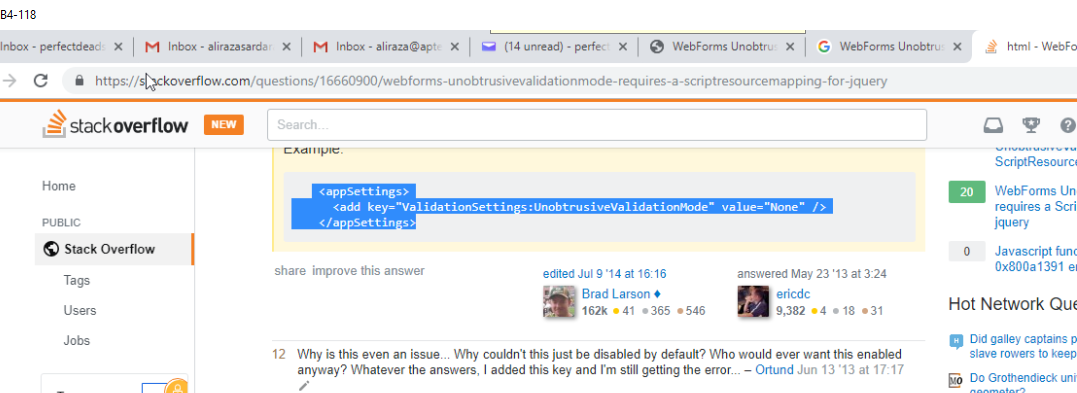 B4-118
Inbox - perfectdeads
Inbox - alirazasardar
Inbox - aliraza@apte
(14 unread) - perfect
WebForms Unobtrus
WebForms Unobtrus
html - WebFo
https://stackoverflow.com/questions/16660900/webforms-unobtrusivevalidationmode-requires-a-scriptresourcemapping-for-jquery
stackoverflow
NEW
Search...
Example:
<appSettings>
<add key="ValidationSettings:UnobtrusiveValidationMode" value="None" />
</appSettings>
Home
PUBLIC
Stack Overflow
Tags
Users
Jobs
share improve this answer
edited Jul 9 '14 at 16:16
Brad Larson ♦
162k 41 365 546
answered May 23 '13 at 3:24
ericdc
9,382 4 18 31
12 Why is this even an issue... Why couldn't this just be disabled by default? Who would ever want this enabled
anyway? Whatever the answers, I added this key and I'm still getting the error... – Ortund Jun 13 '13 at 17:17
ScriptResource
20 WebForms Un
requires a Scri
jquery
0 Javascript func
0x800a1391 er
Hot Network Que
Did galley captains p
slave rowers to keep
Do Grothendieck uni
geometer?